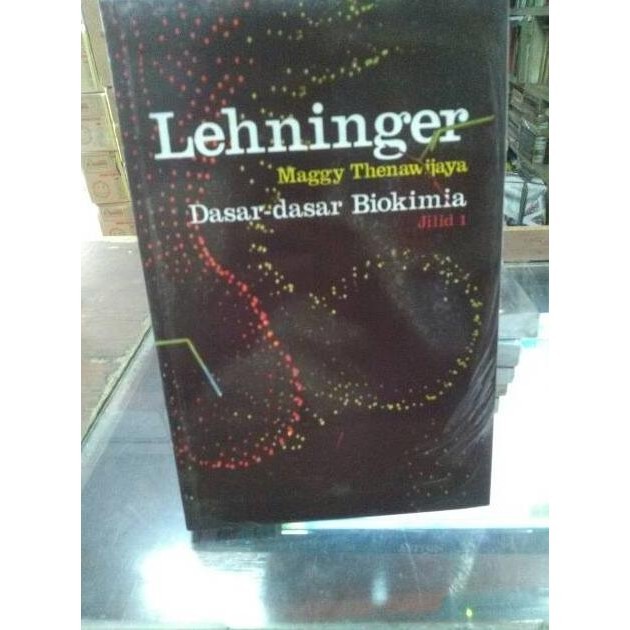 Lehninger
Maggy Thenawijaya
Dasar-dasar Biokimia
Jilid 1